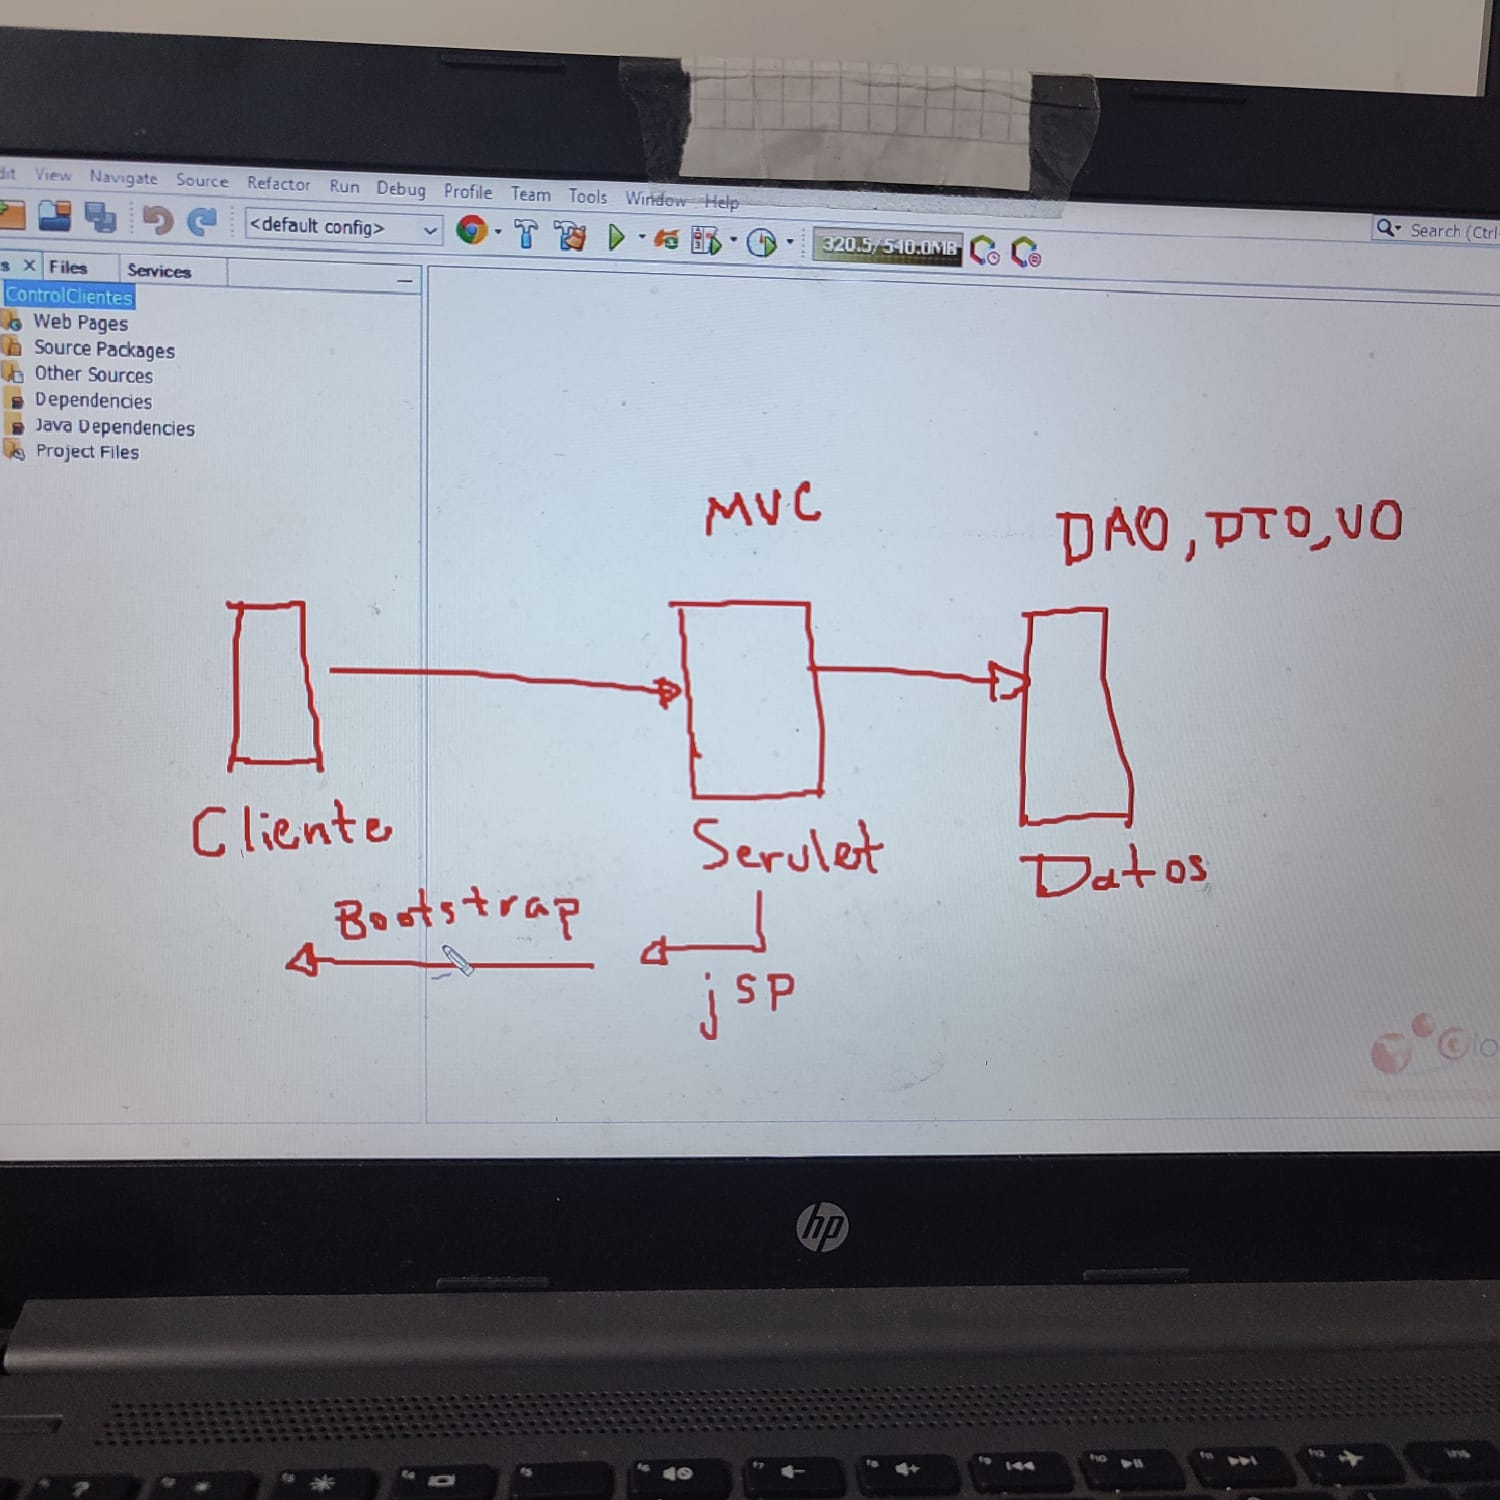 View Navigate Source Refactor Run Debug Profile Team Tools Window Help
<default config>
320.5/540.0MB
Search (Ctrl
s X Files Services
ControlClientes
Web Pages
Source Packages
Other Sources
Dependencies
Java Dependencies
Project Files
MVC
DAO, DTO, VO
Cliente
Servlet
Datos
Bootstrap
jsp
hp